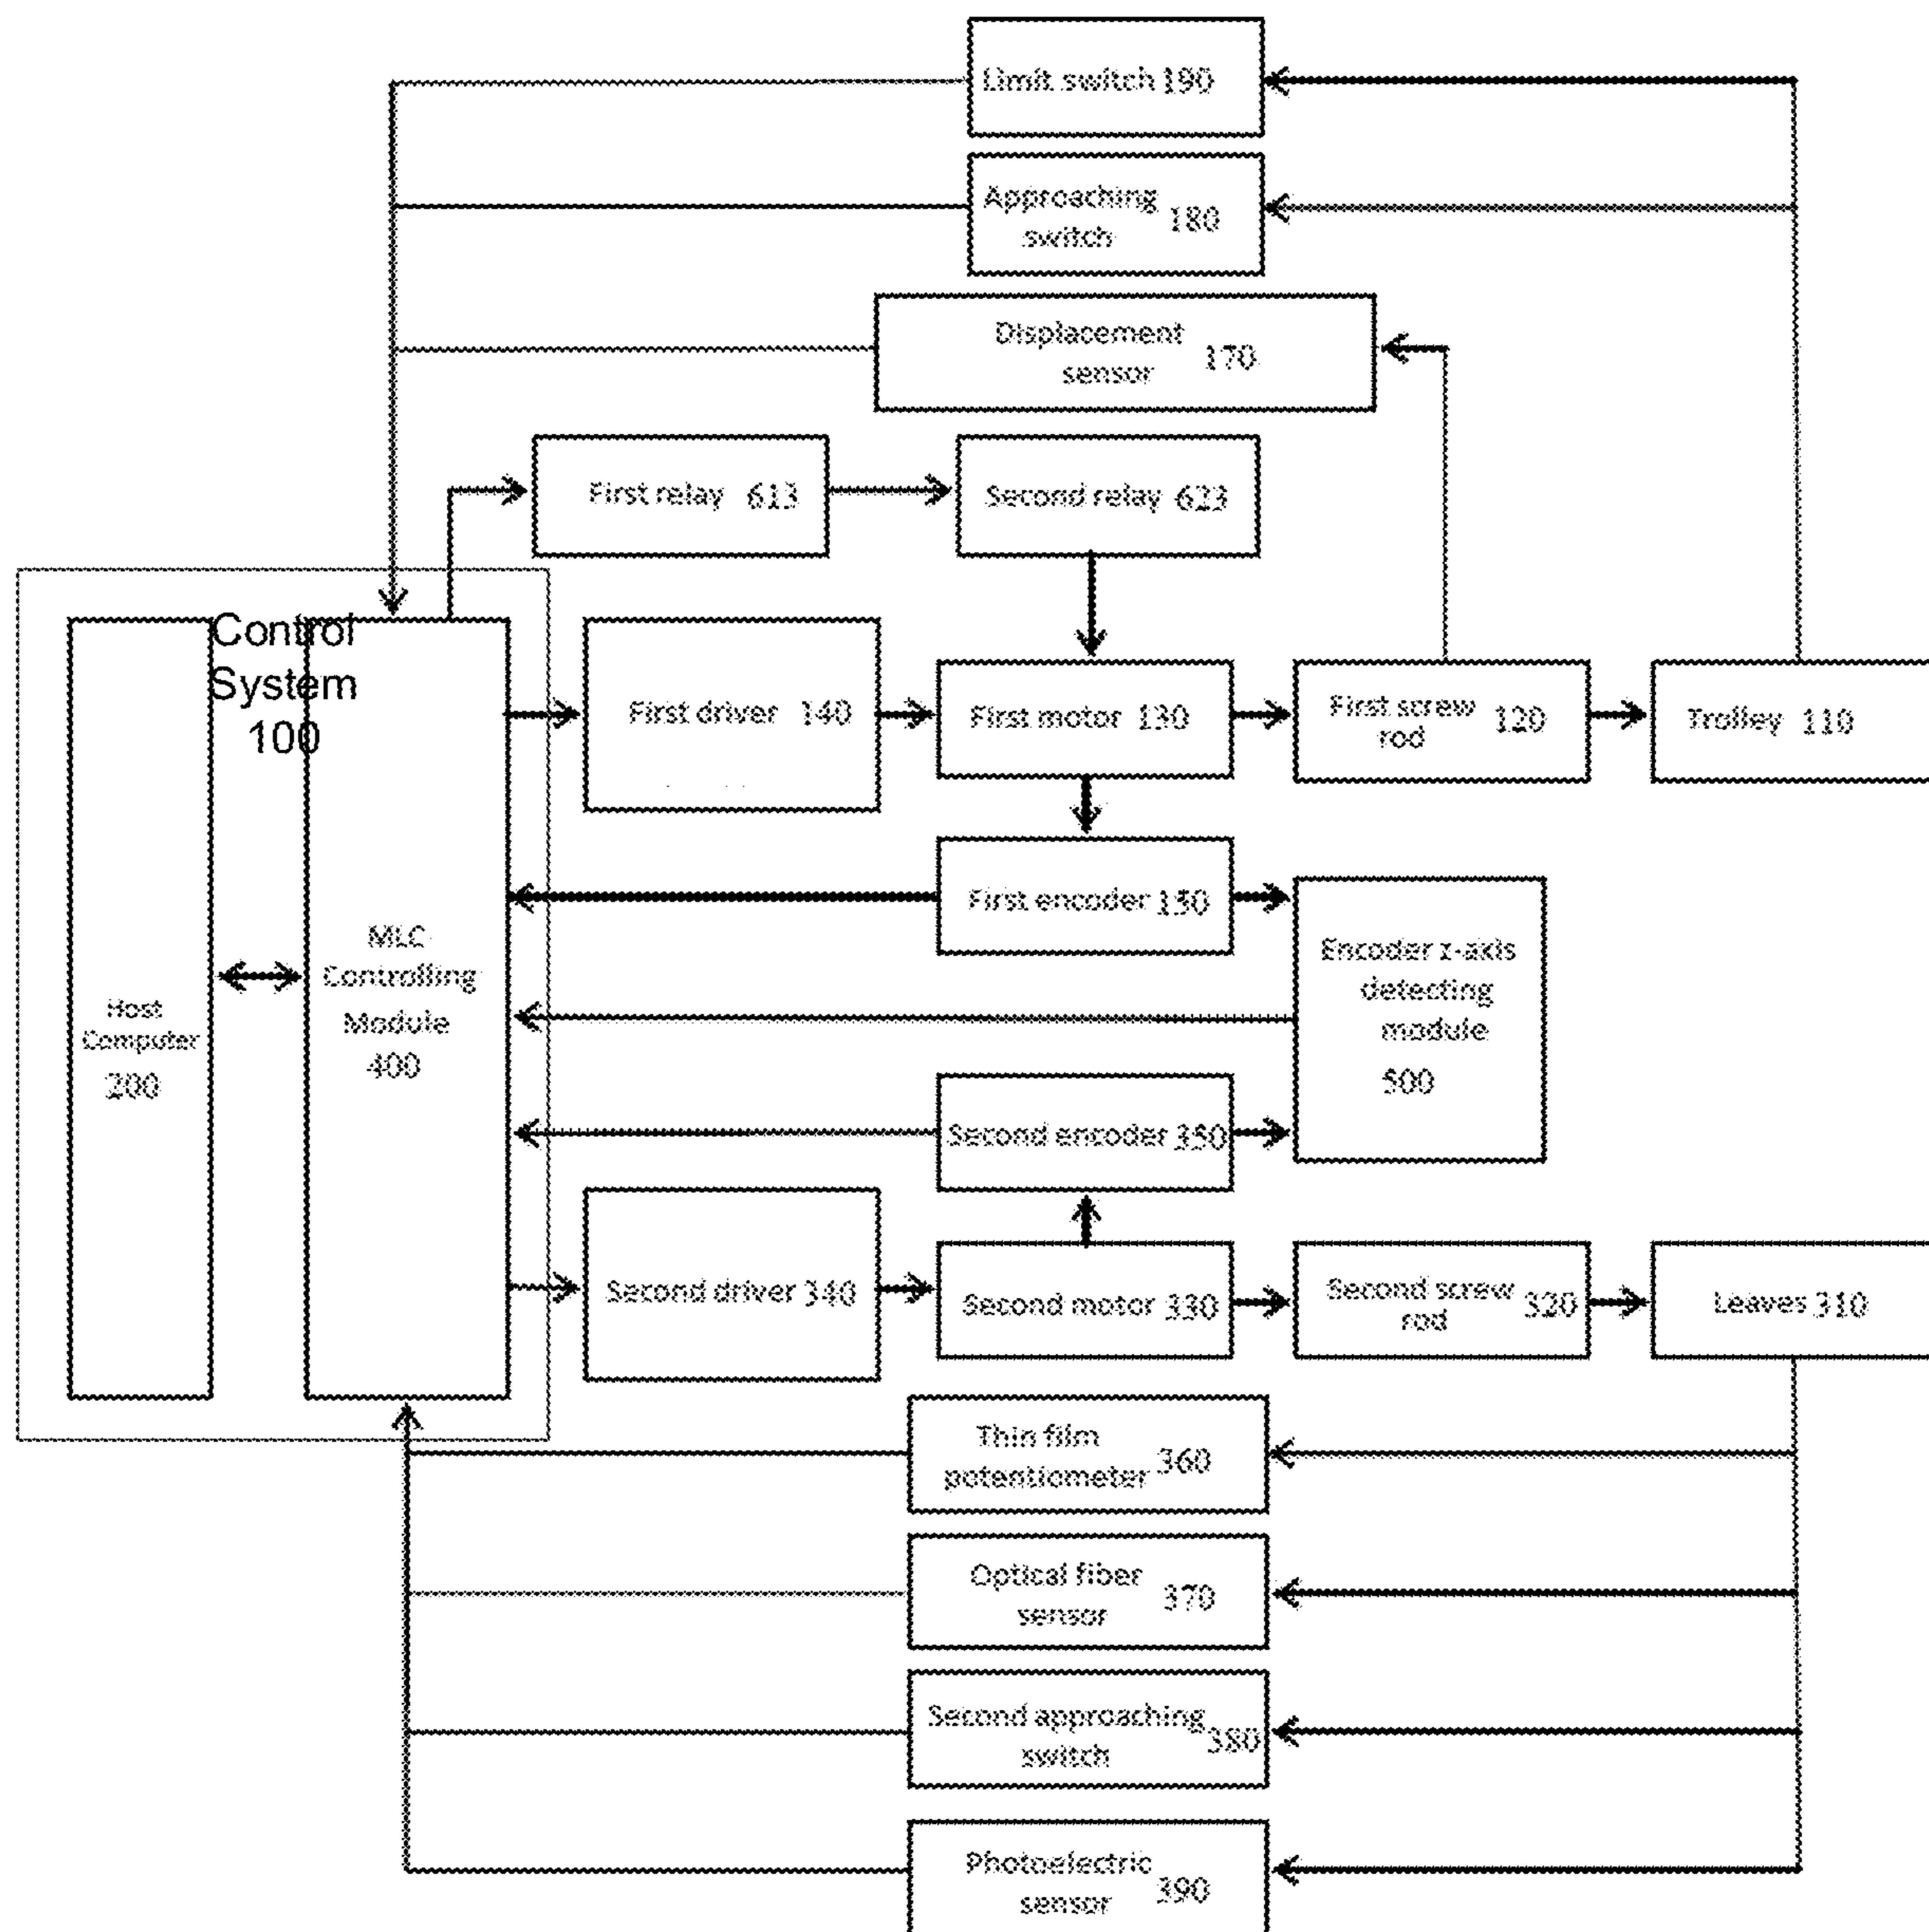 Limit switch 190
Approaching
switch 180
Displacement
sensor 170
First relay 613
Second relay 623
Control
System
100
First driver 140
First motor 130
First screw
rod 120
Trolley 110
First encoder 150
Encoder z-axis
detecting
module
500
MLC
Controlling
Module
400
Host
Computer
200
Second encoder 350
Second driver 340
Second motor 330
Second screw
rod 320
Leaves 310
Thin film
potentiometer 360
Optical fiber
sensor 370
Second approaching
switch 380
Photoelectric
sensor 390